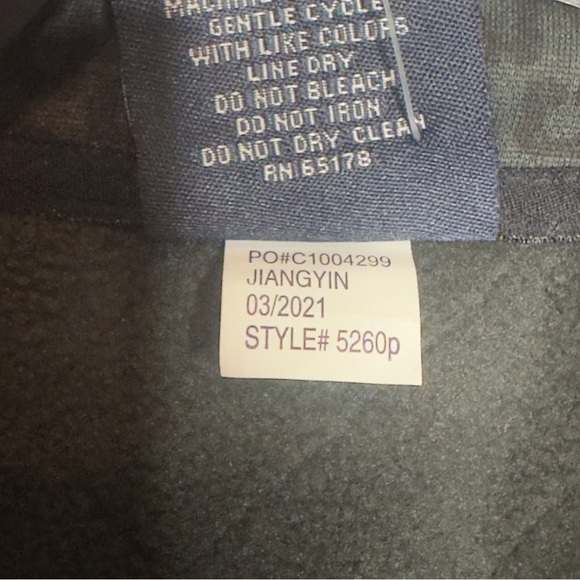 GENTLE CYCLE
WITH LIKE COLORS
LINE DRY
DO NOT BLEACH
DO NOT IRON
DO NOT DRY CLEAN
RN 65178
PO#C1004299
JIANGYIN
03/2021
STYLE# 5260p